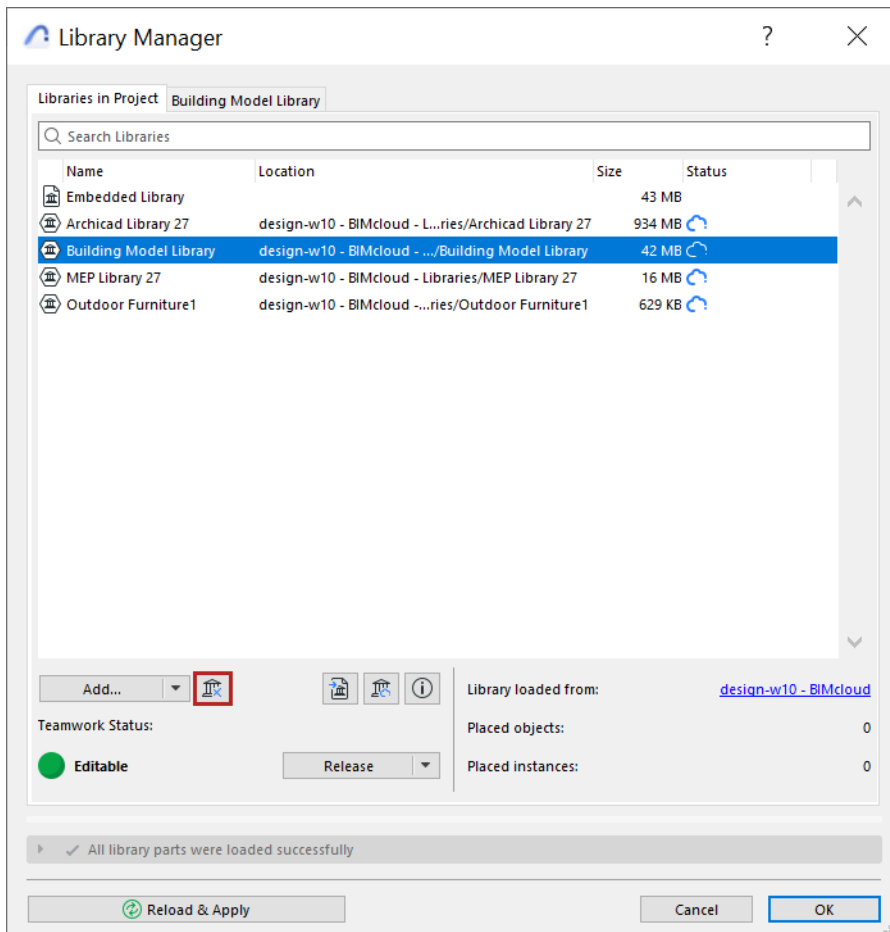 Library Manager ?
Libraries in Project Building Model Library
Search Libraries
Name Location Size Status
Embedded Library 43 MB
Archicad Library 27 design-w10 - BIMcloud - L...ries/Archicad Library 27 934 MB
Building Model Library design-w10 - BIMcloud - .../Building Model Library 42 MB
MEP Library 27 design-w10 - BIMcloud - Libraries/MEP Library 27 16 MB
Outdoor Furniture1 design-w10 - BIMcloud -...ries/Outdoor Furniture1 629 KB
Add... Library loaded from: design-w10 - BIMcloud
Teamwork Status: Placed objects: 0
Editable Release Placed instances: 0
All library parts were loaded successfully
Reload & Apply Cancel OK